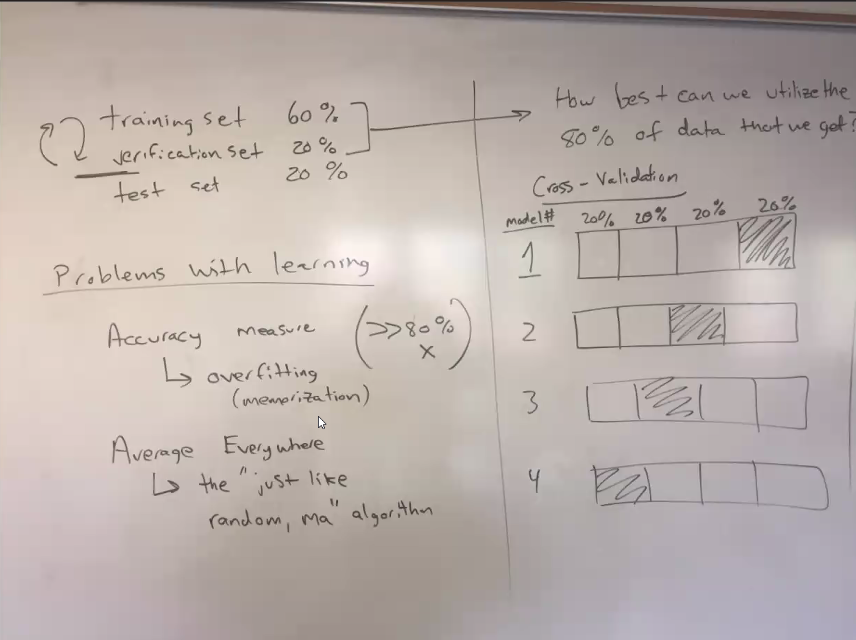 training set 60%
verification set 20%
test set 20%
Problems with learning
Accuracy measure (>>80%
x)
↳ overfitting
(memorization)
Average Everywhere
↳ the "just like
random, ma" algorithm
How best can we utilize the
80% of data that we get?
Cross-Validation
model# 20% 20% 20% 20%
1
2
3
4